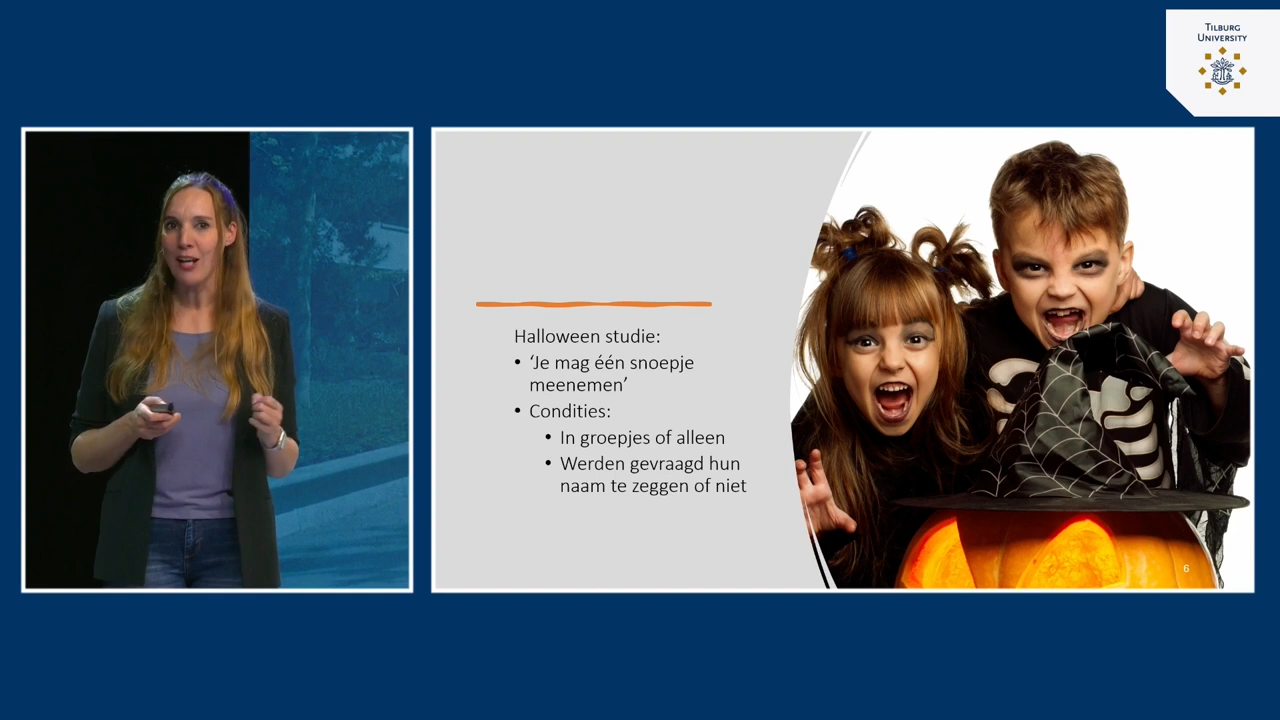 TILBURG
UNIVERSITY
Halloween studie:
• ‘Je mag één snoepje
meenemen’
• Condities:
• In groepjes of alleen
• Werden gevraagd hun
naam te zeggen of niet
6